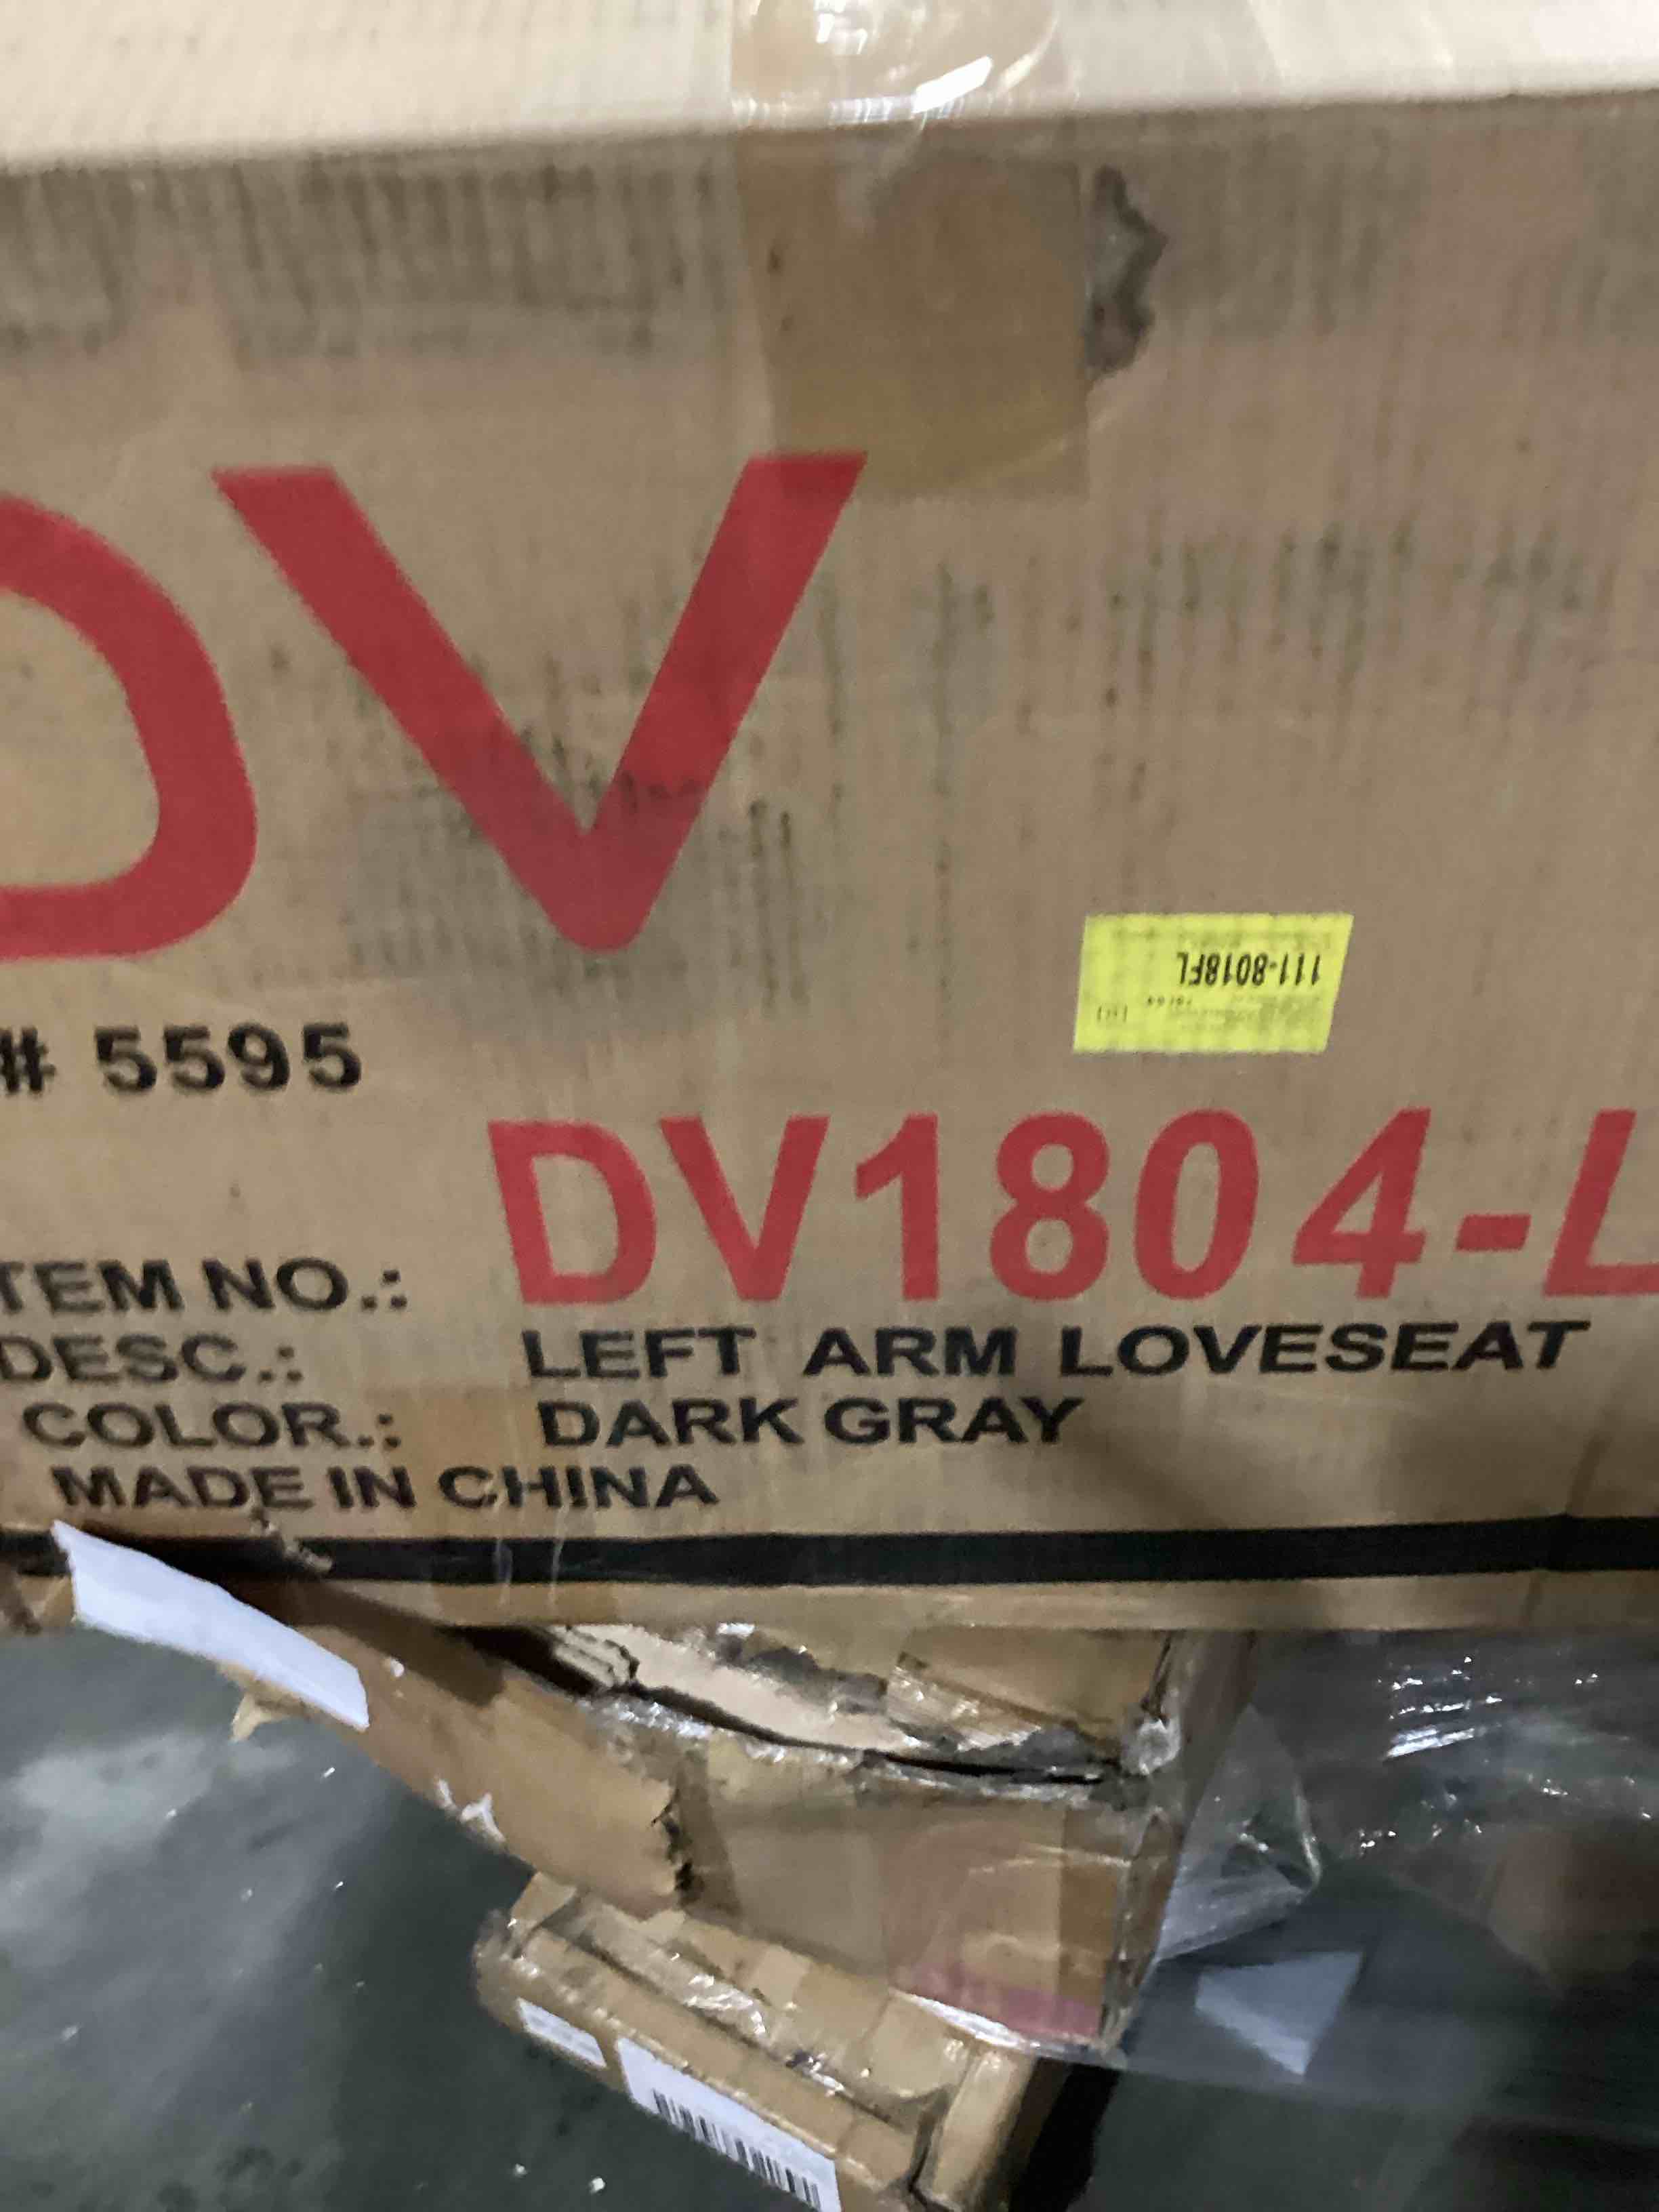 DV
111-8018FL
# 5595
TEM NO.: DV1804-L
DESC.: LEFT ARM LOVESEAT
COLOR.: DARK GRAY
MADE IN CHINA